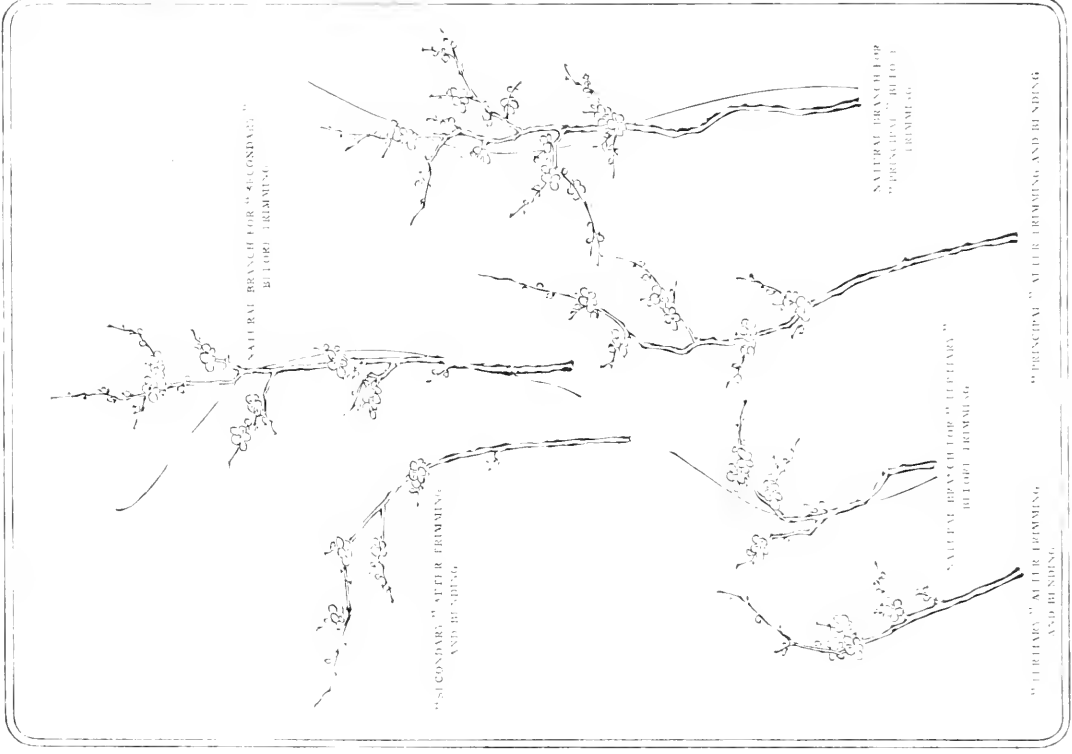 NATURAL BRANCH FOR "SECONDARY"
BEFORE TRIMMING
NATURAL BRANCH FOR
"PRINCIPAL" BEFORE
TRIMMING
"SECONDARY" AFTER TRIMMING
AND BENDING
NATURAL BRANCH FOR "TERTIARY"
BEFORE TRIMMING
"PRINCIPAL" AFTER TRIMMING AND BENDING
"TERTIARY" AFTER TRIMMING
AND BENDING